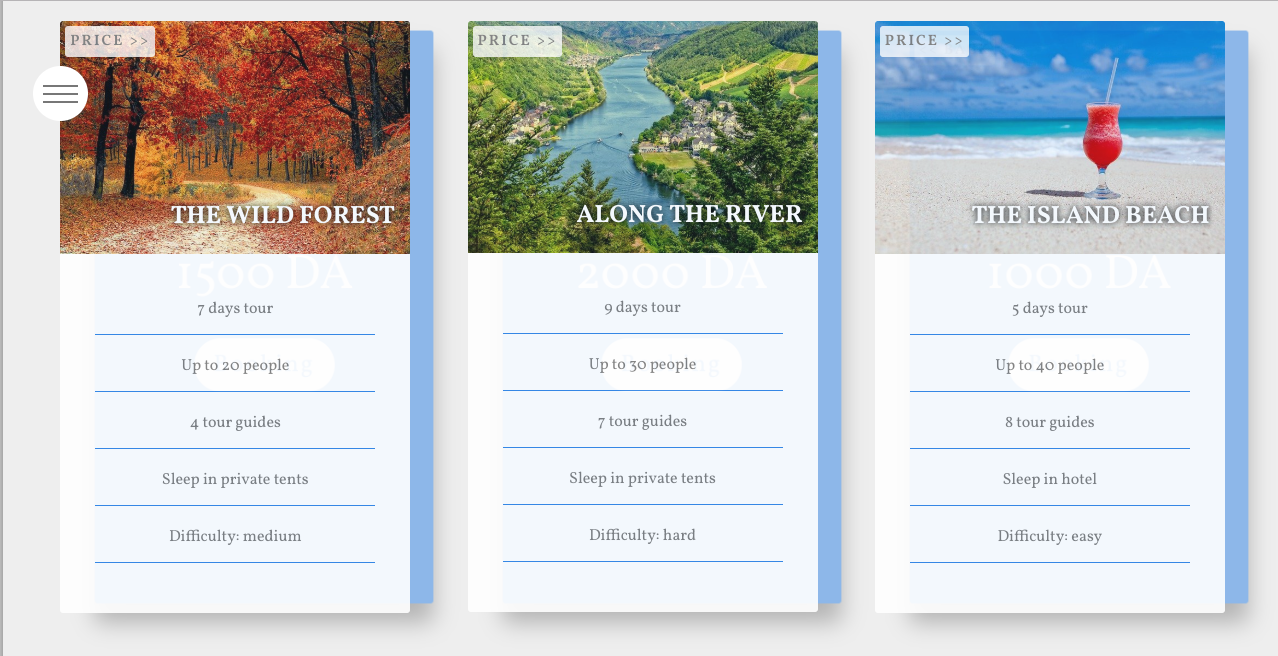 PRICE >>
THE WILD FOREST
1500 DA
7 days tour
Up to 20 people
4 tour guides
Sleep in private tents
Difficulty: medium
PRICE >>
ALONG THE RIVER
2000 DA
9 days tour
Up to 30 people
7 tour guides
Sleep in private tents
Difficulty: hard
PRICE >>
THE ISLAND BEACH
1000 DA
5 days tour
Up to 40 people
8 tour guides
Sleep in hotel
Difficulty: easy